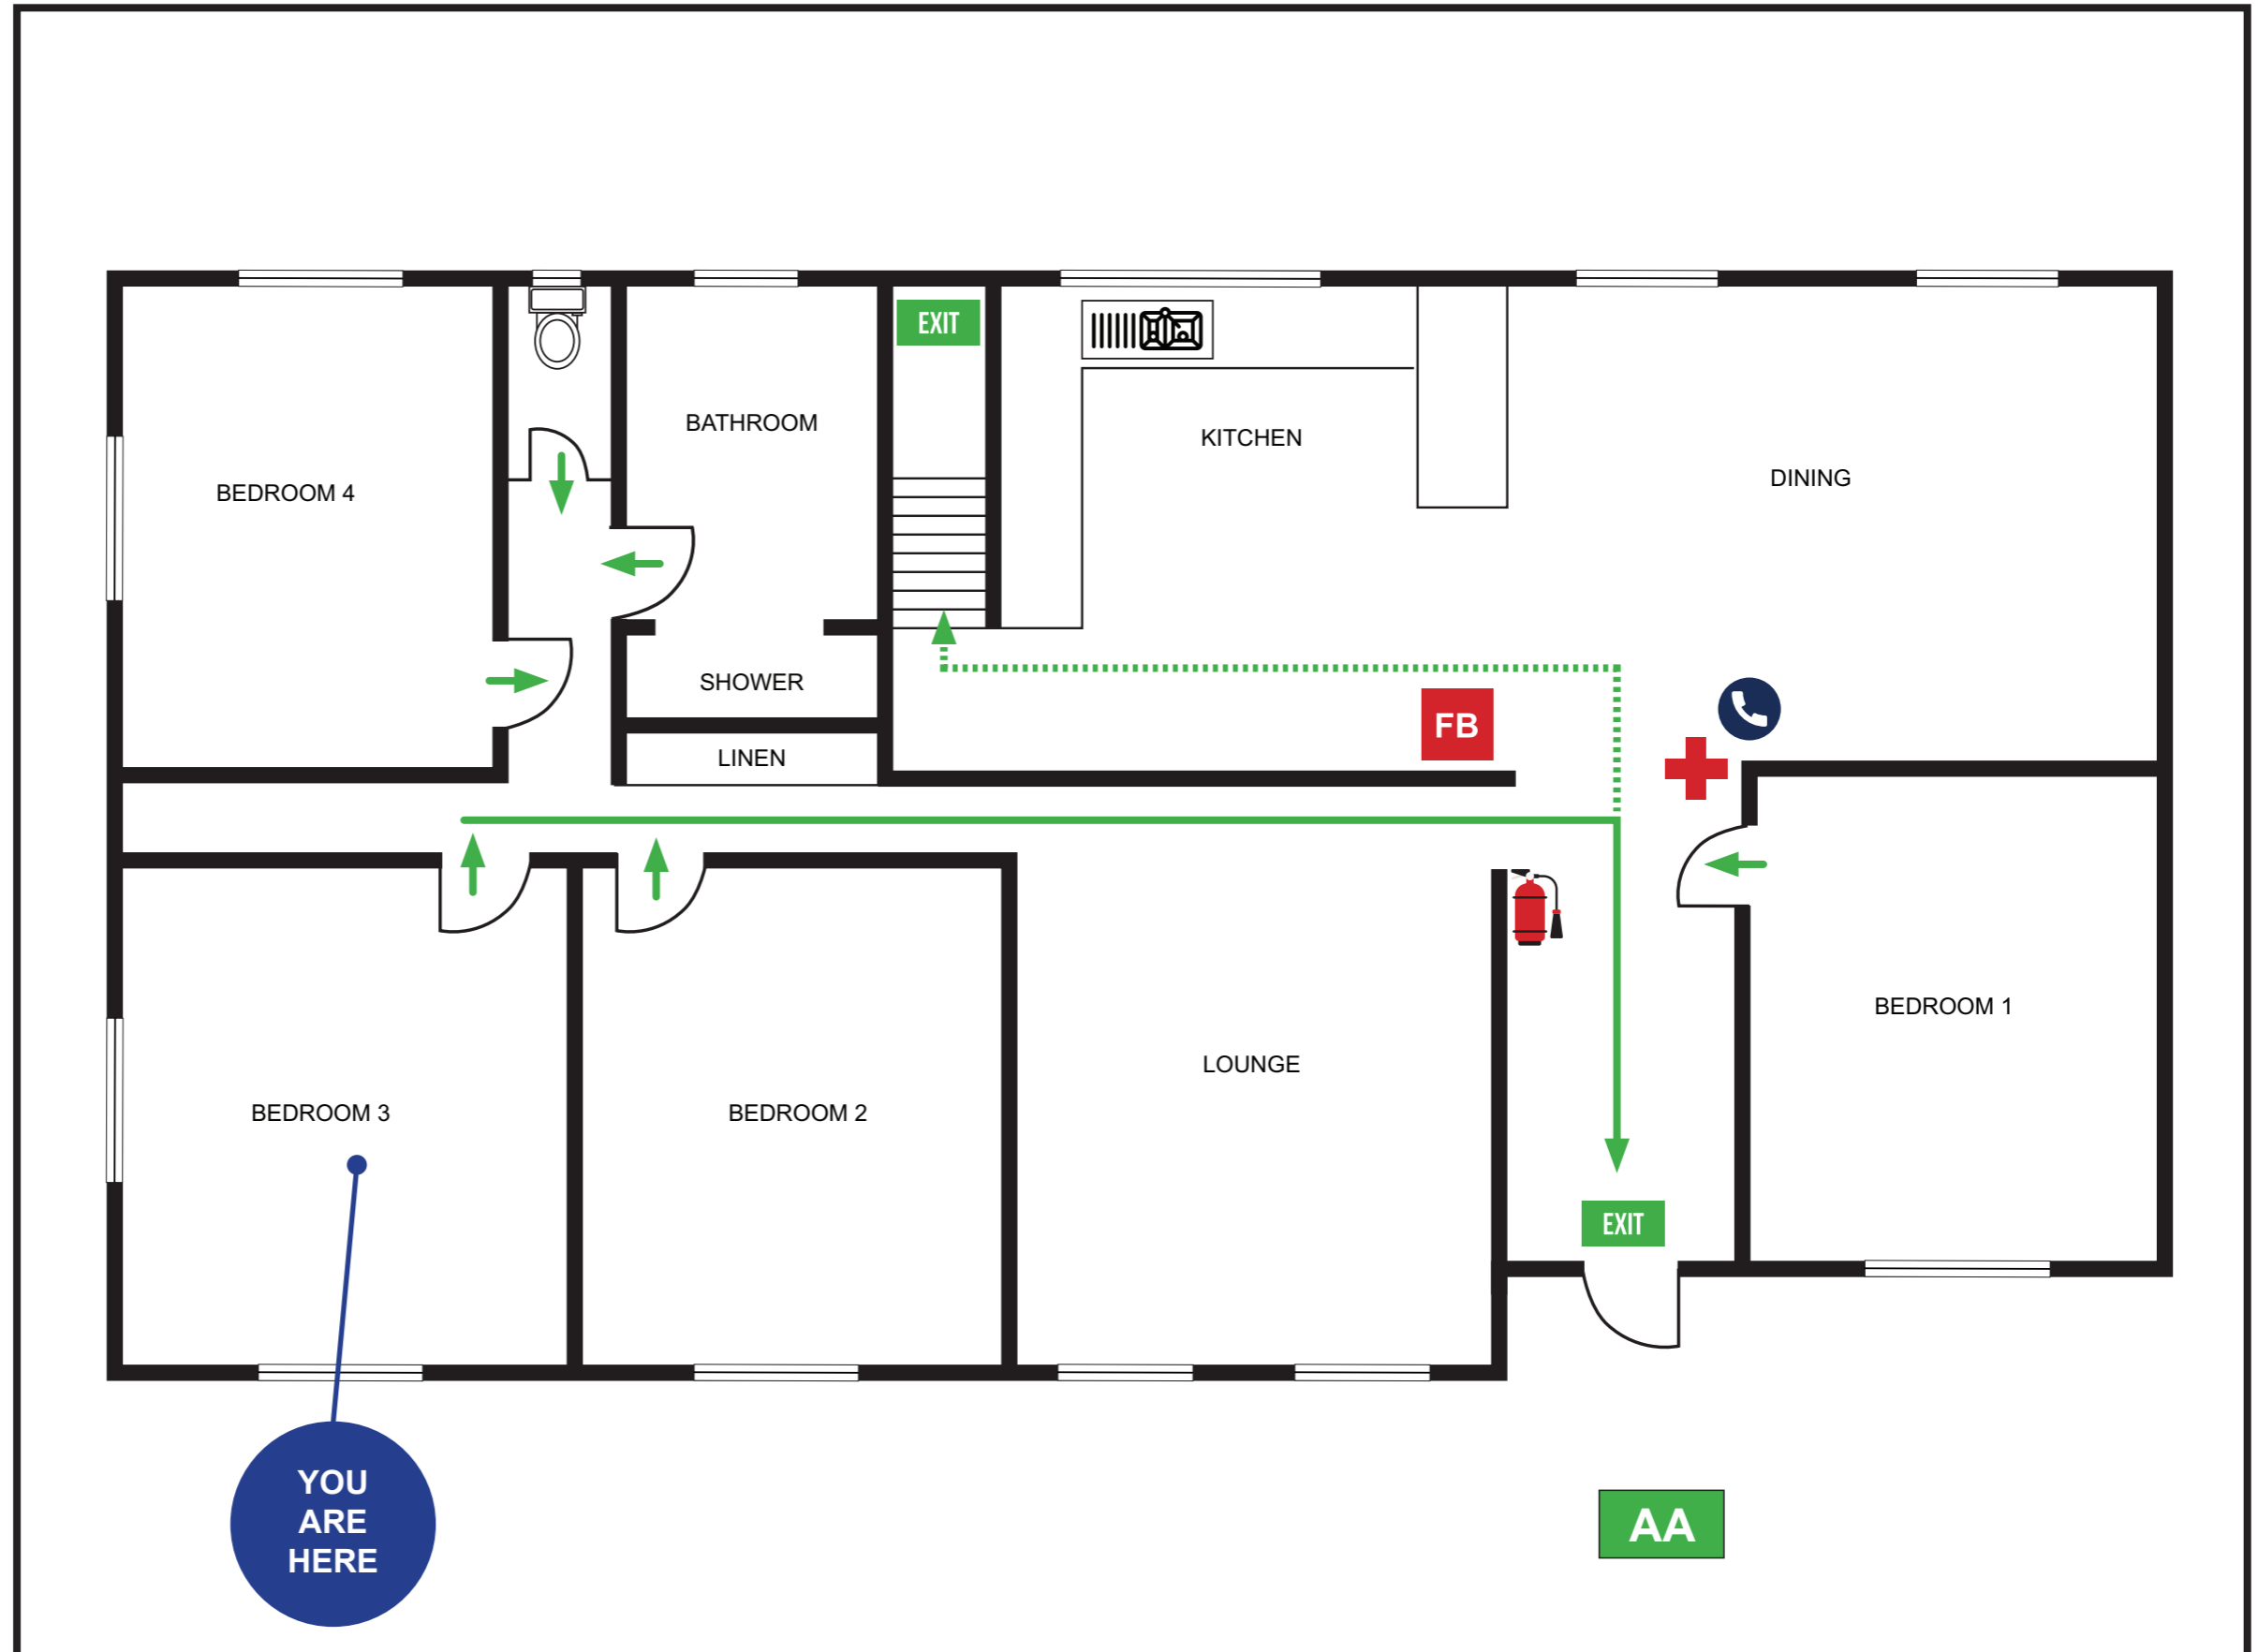 EXIT
BATHROOM
KITCHEN
DINING
BEDROOM 4
SHOWER
FB
LINEN
BEDROOM 1
LOUNGE
BEDROOM 3
BEDROOM 2
EXIT
YOU
ARE
HERE
AA